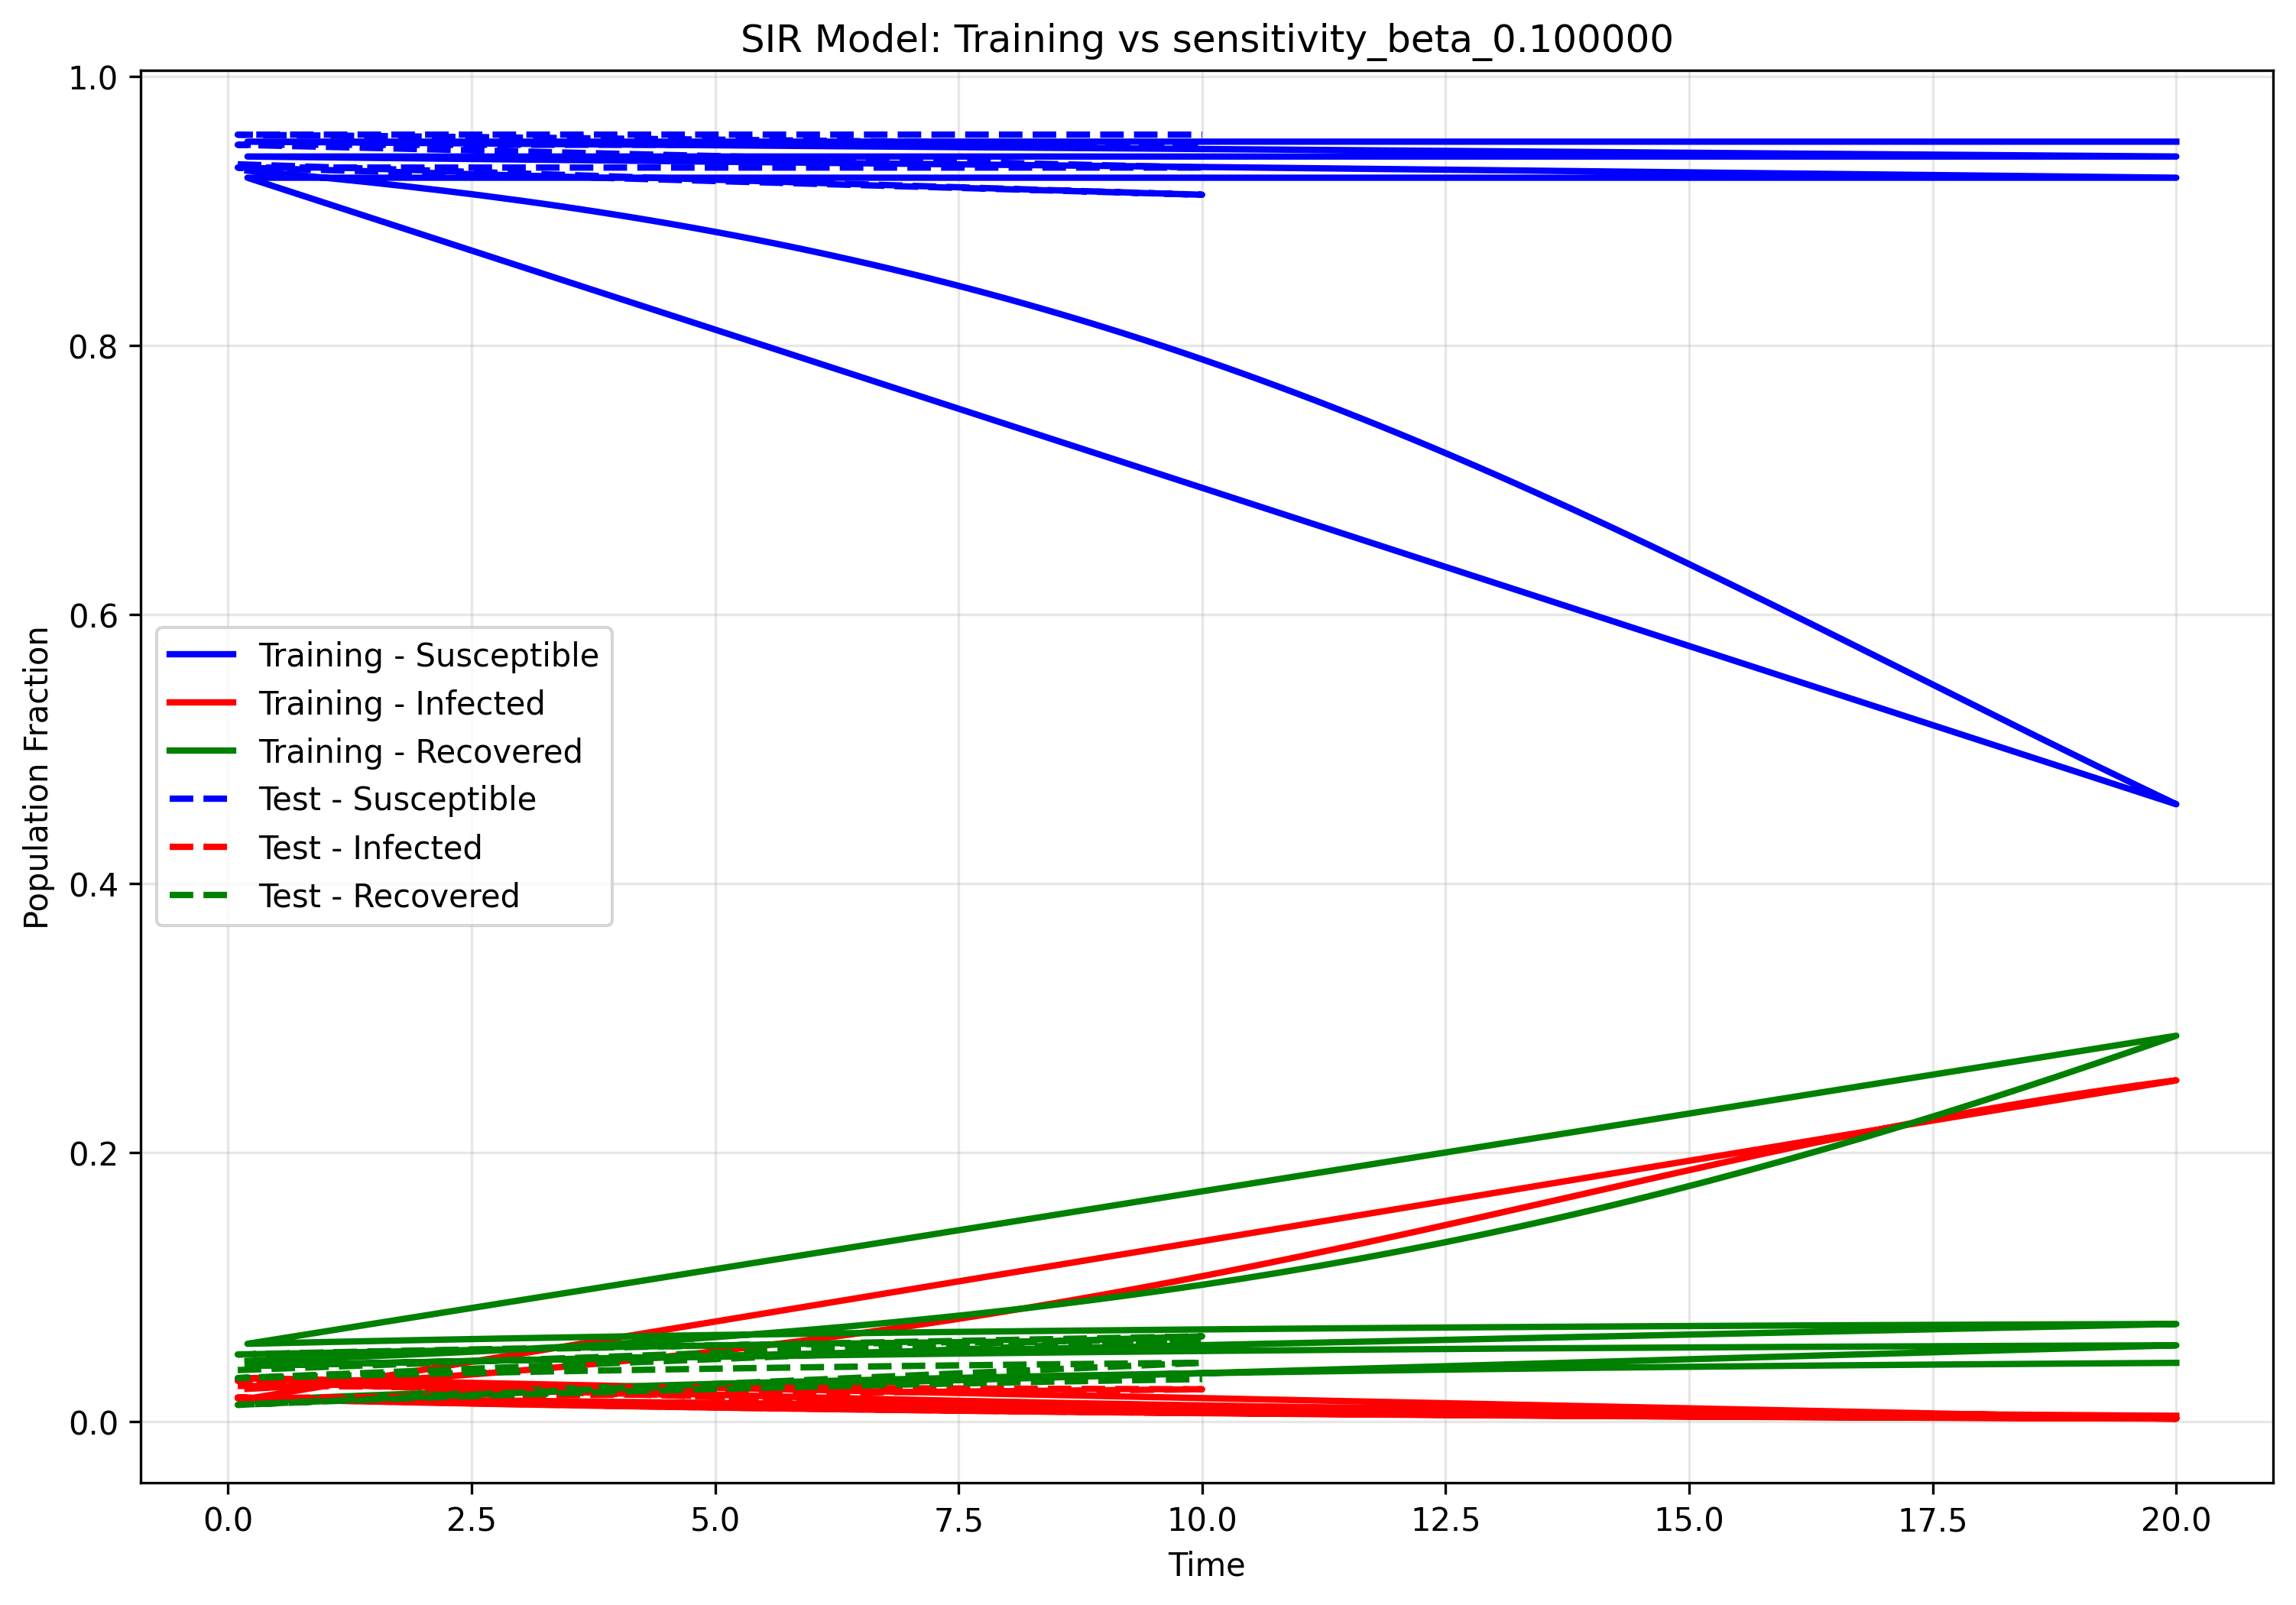 SIR Model: Training vs sensitivity_beta_0.100000
1.0
0.8
0.6
0.4
0.2
0.0
Population Fraction
Training - Susceptible
Training - Infected
Training - Recovered
Test - Susceptible
Test - Infected
Test - Recovered
0.0 2.5 5.0 7.5 10.0 12.5 15.0 17.5 20.0
Time